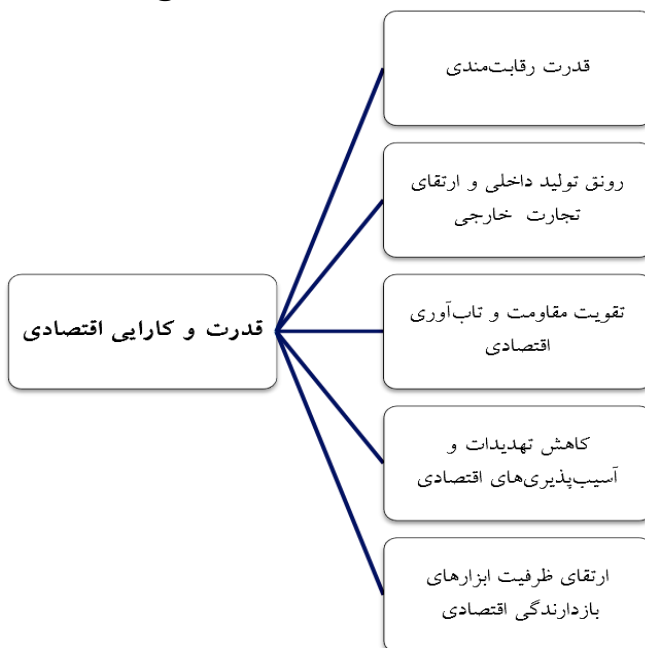 قدرت رقابت‌مندی
رونق تولید داخلی و ارتقای
تجارت خارجی
قدرت و کارایی اقتصادی
تقویت مقاومت و تاب‌آوری
اقتصادی
کاهش تهدیدات و
آسیب‌پذیری‌های اقتصادی
ارتقای ظرفیت ابزارهای
بازدارندگی اقتصادی